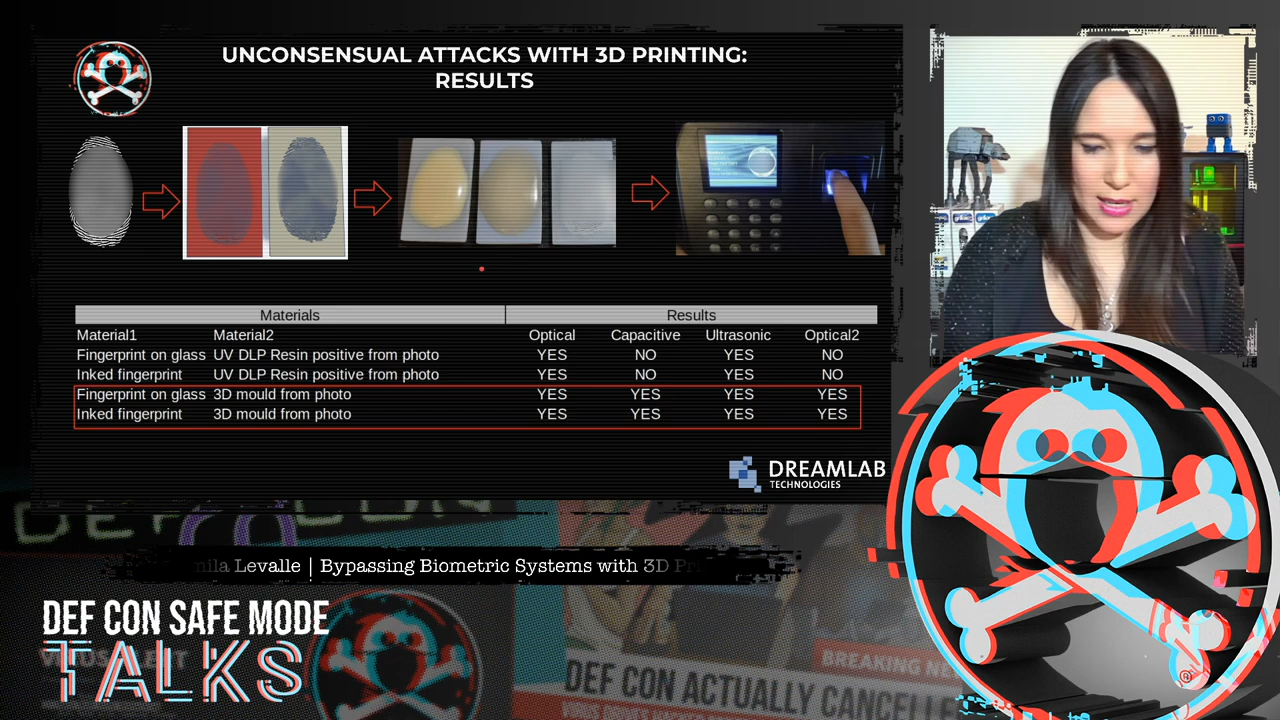 UNCONSENSUAL ATTACKS WITH 3D PRINTING:
RESULTS
Materials Results
Material1 Material2 Optical Capacitive Ultrasonic Optical2
Fingerprint on glass UV DLP Resin positive from photo YES NO YES NO
Inked fingerprint UV DLP Resin positive from photo YES NO YES NO
Fingerprint on glass 3D mould from photo YES YES YES YES
Inked fingerprint 3D mould from photo YES YES YES YES
DREAMLAB
TECHNOLOGIES
DEF CON
Levalle | Bypassing Biometric Systems with 3D
DEF CON SAFE MODE
TALKS
BREAKING
DEF CON ACTUALLY
®